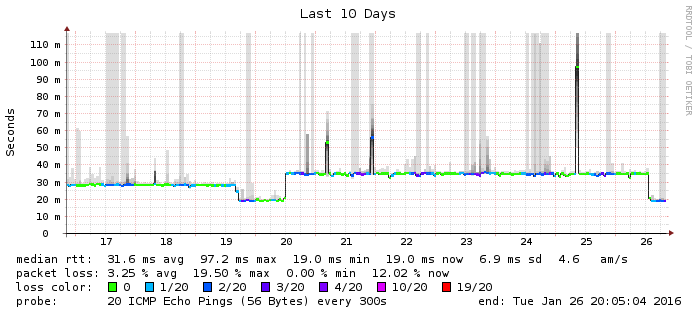 Last 10 Days
RRDTOOL / TOBI OETIKER
Seconds
110 m
100 m
90 m
80 m
70 m
60 m
50 m
40 m
30 m
20 m
10 m
0
17 18 19 20 21 22 23 24 25 26
median rtt: 31.6 ms avg 97.2 ms max 19.0 ms min 19.0 ms now 6.9 ms sd 4.6 am/s
packet loss: 3.25 % avg 19.50 % max 0.00 % min 12.02 % now
loss color: 0 1/20 2/20 3/20 4/20 10/20 19/20
probe: 20 ICMP Echo Pings (56 Bytes) every 300s end: Tue Jan 26 20:05:04 2016